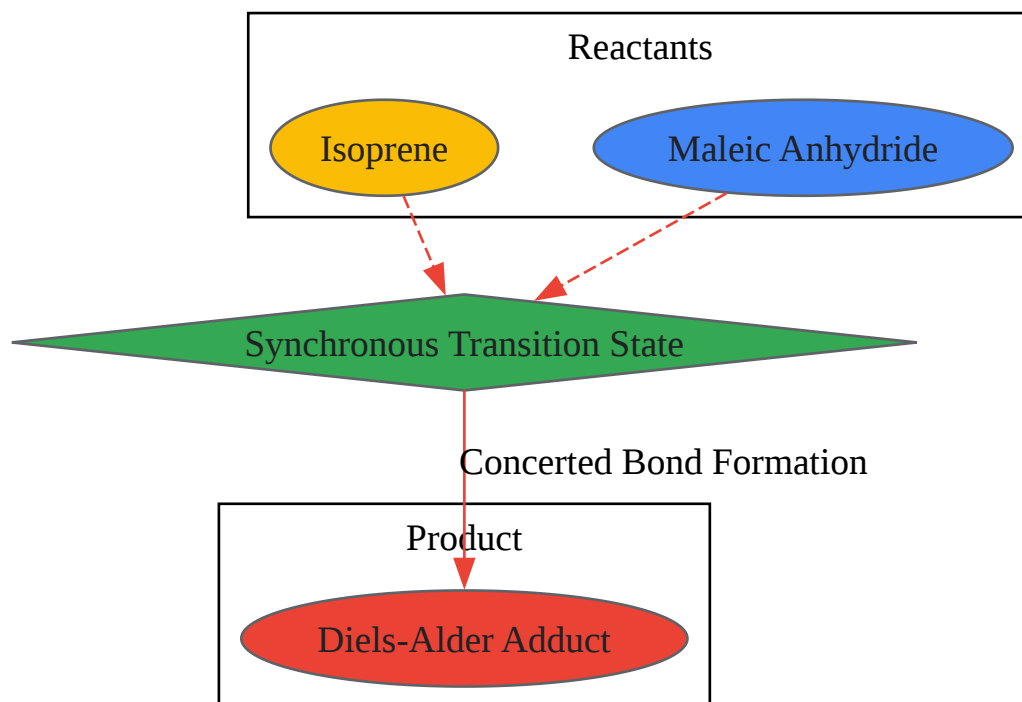 Reactants
Isoprene
Maleic Anhydride
Synchronous Transition State
Concerted Bond Formation
Product
Diels-Alder Adduct